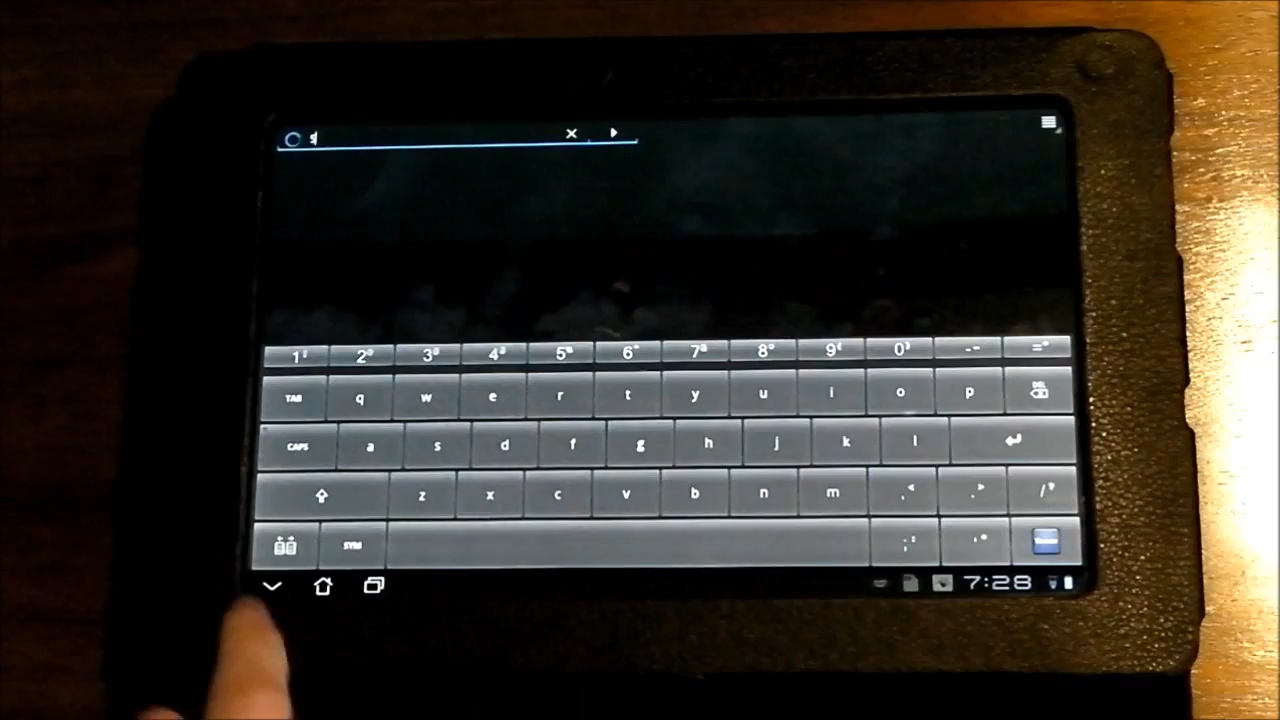 s
1 2 3 4 5 6 7 8 9 0 - =
TAB q w e r t y u i o p DEL
CAPS a s d f g h j k l
z x c v b n m , < . > / ?
SYM ; : ' "
7:28